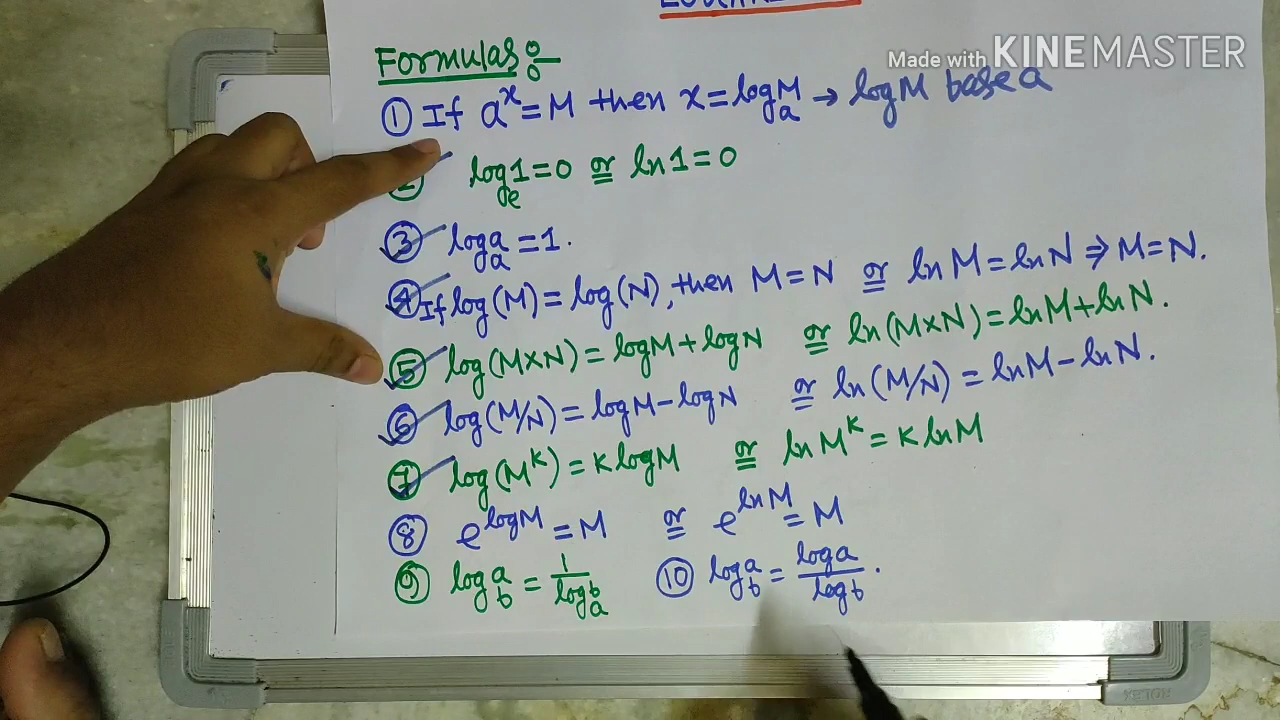 Made with KINEMASTER
Formulas :-
① If a^x = M then x = log_a M → log M base a
② log_e 1 = 0 or ln 1 = 0
③ log_a a = 1.
④ If log(M) = log(N), then M = N or ln M = ln N ⇒ M = N.
⑤ log(M×N) = log M + log N or ln(M×N) = ln M + ln N.
⑥ log(M/N) = log M - log N or ln(M/N) = ln M - ln N.
⑦ log(M^k) = k log M or ln M^k = k ln M
⑧ e^{log M} = M or e^{ln M} = M
⑨ log_b a = 1/log_a b ⑩ log_b a = log a/log b.
KETON